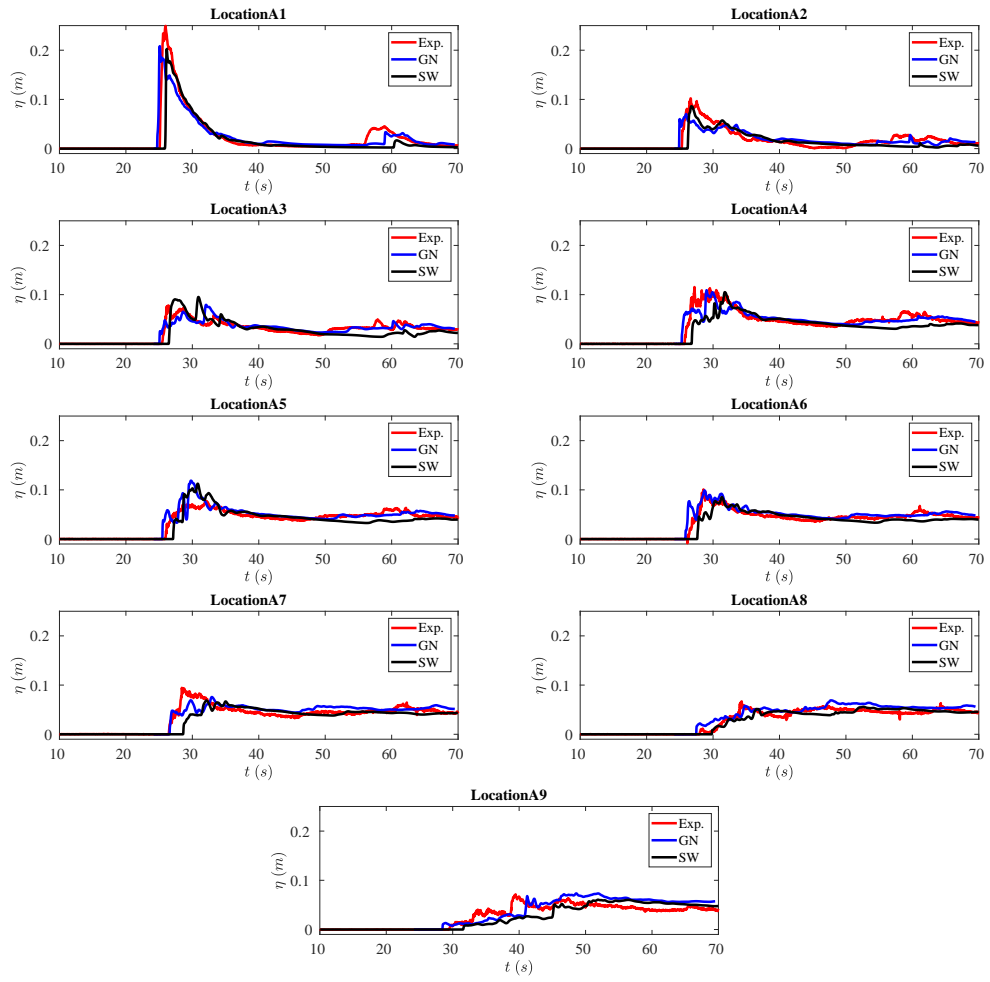 LocationA1
η (m)
0.2
0.1
0
Exp.
GN
SW
10 20 30 40 50 60 70
t (s)
LocationA2
η (m)
0.2
0.1
0
Exp.
GN
SW
10 20 30 40 50 60 70
t (s)
LocationA3
η (m)
0.2
0.1
0
Exp.
GN
SW
10 20 30 40 50 60 70
t (s)
LocationA4
η (m)
0.2
0.1
0
Exp.
GN
SW
10 20 30 40 50 60 70
t (s)
LocationA5
η (m)
0.2
0.1
0
Exp.
GN
SW
10 20 30 40 50 60 70
t (s)
LocationA6
η (m)
0.2
0.1
0
Exp.
GN
SW
10 20 30 40 50 60 70
t (s)
LocationA7
η (m)
0.2
0.1
0
Exp.
GN
SW
10 20 30 40 50 60 70
t (s)
LocationA8
η (m)
0.2
0.1
0
Exp.
GN
SW
10 20 30 40 50 60 70
t (s)
LocationA9
η (m)
0.2
0.1
0
Exp.
GN
SW
10 20 30 40 50 60 70
t (s)